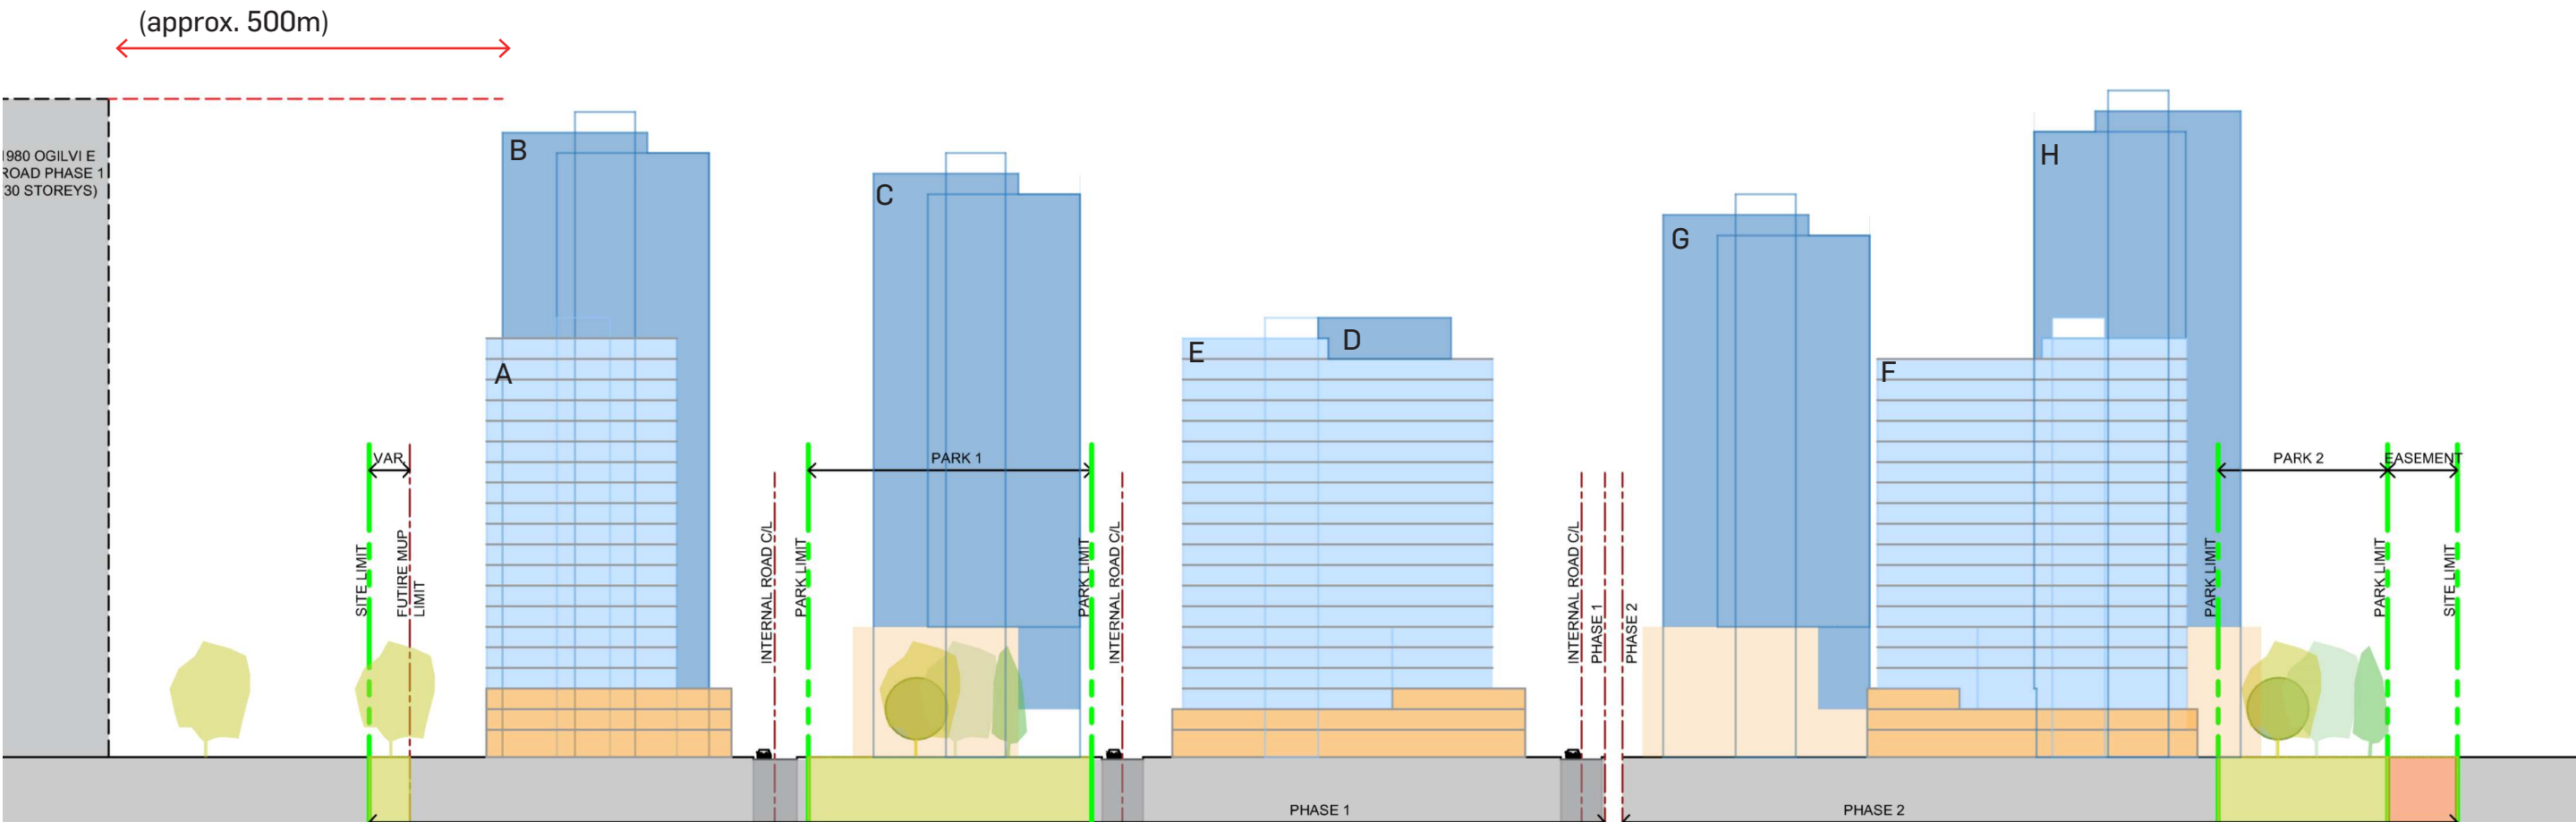 (approx. 500m)
1980 OGILVI E
ROAD PHASE 1
30 STOREYS)
B
C
H
G
D
E
A
F
VAR.
PARK 1
PARK 2
EASEMENT
SITE LIMIT
FUTIRE MUP
LIMIT
INTERNAL ROAD C/L
PARK LIMIT
PARK LIMIT
INTERNAL ROAD C/L
INTERNAL ROAD C/L
PHASE 1
PHASE 2
PARK LIMIT
PARK LIMIT
SITE LIMIT
PHASE 1
PHASE 2